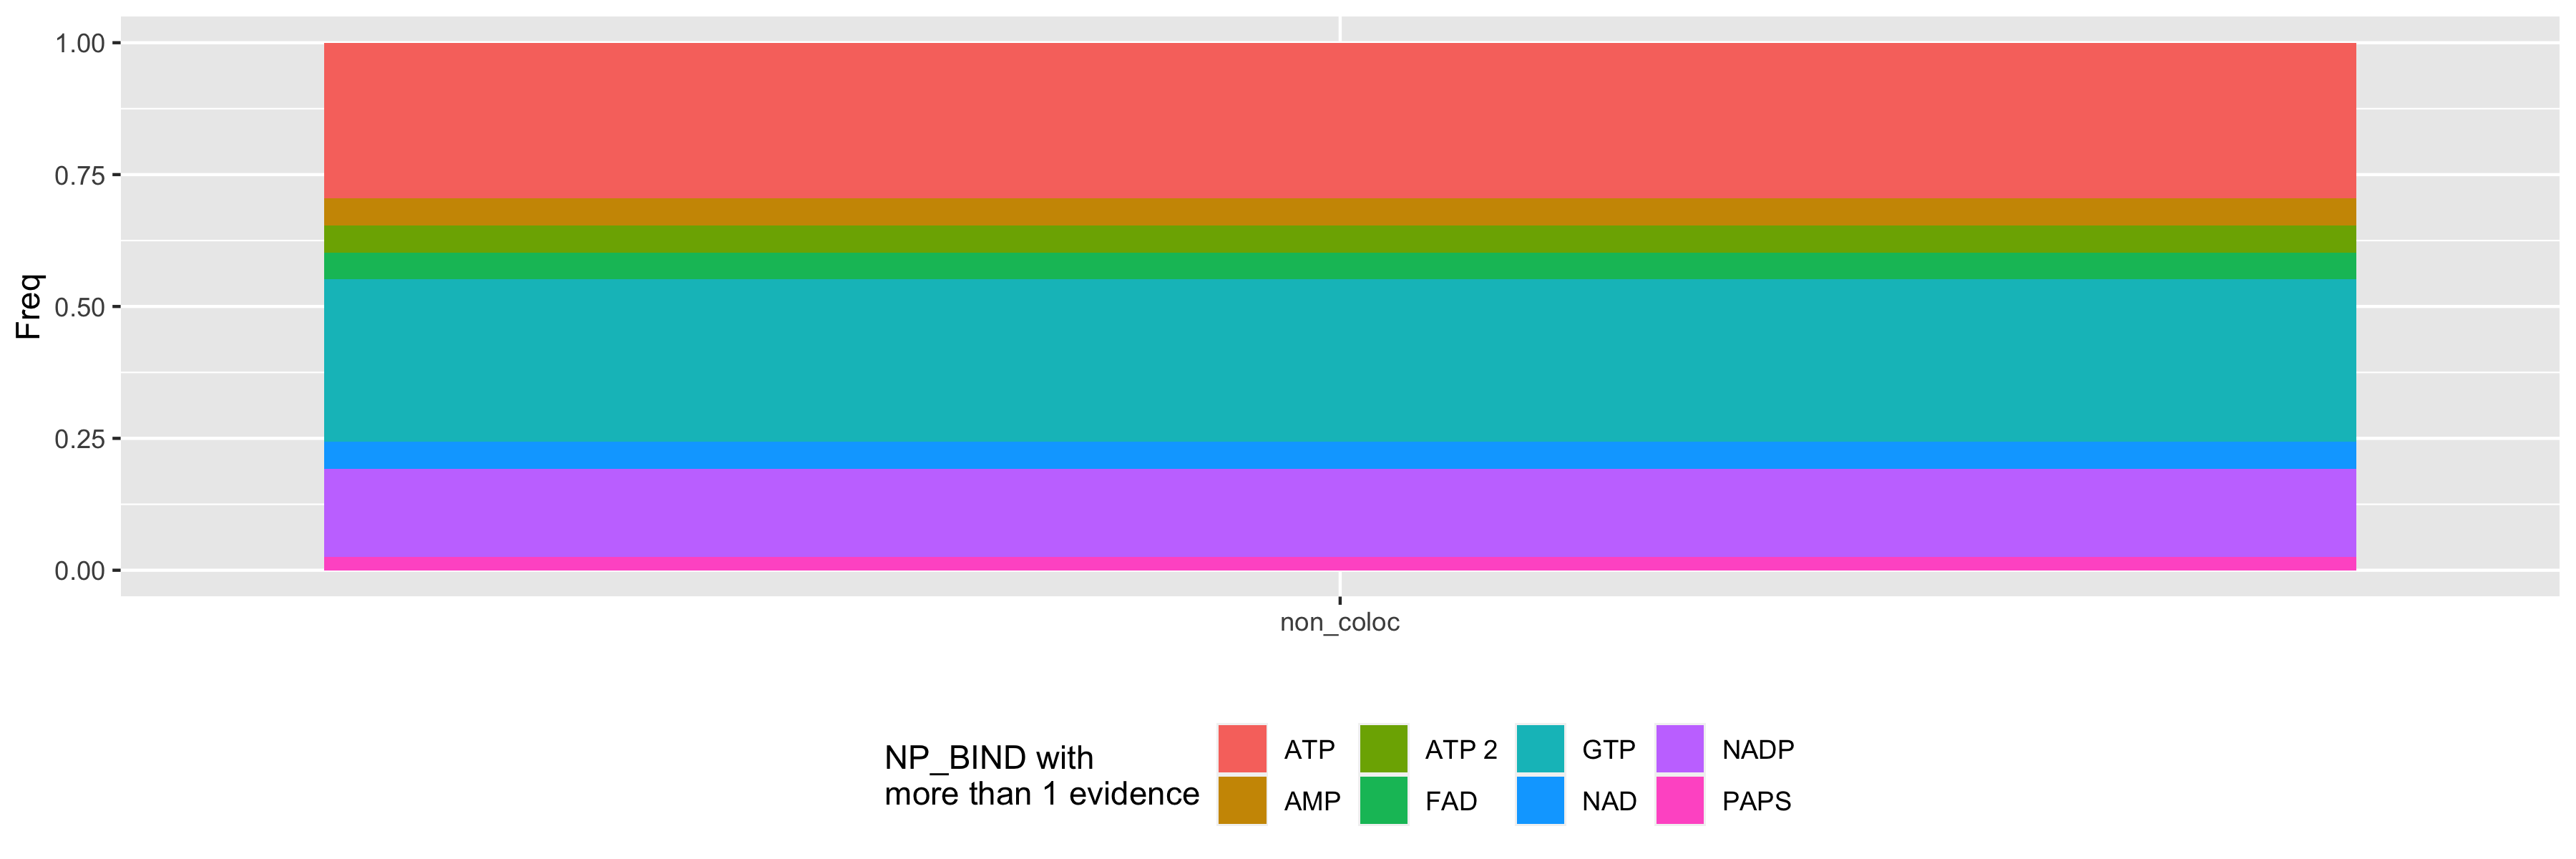 1.00
0.75
0.50
0.25
0.00
Freq
non_coloc
NP_BIND with
more than 1 evidence
ATP
ATP 2
GTP
NADP
AMP
FAD
NAD
PAPS